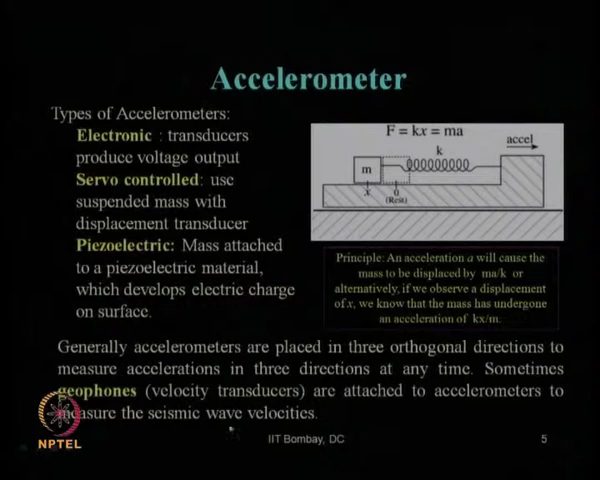 Accelerometer
Types of Accelerometers:
Electronic : transducers
produce voltage output
Servo controlled: use
suspended mass with
displacement transducer
Piezoelectric: Mass attached
to a piezoelectric material,
which develops electric charge
on surface.
F = kx = ma
accel
k
m
x
0
(Rest)
Principle: An acceleration a will cause the
mass to be displaced by ma/k or
alternatively, if we observe a displacement
of x, we know that the mass has undergone
an acceleration of kx/m.
Generally accelerometers are placed in three orthogonal directions to
measure accelerations in three directions at any time. Sometimes
geophones (velocity transducers) are attached to accelerometers to
measure the seismic wave velocities.
NPTEL
IIT Bombay, DC
5